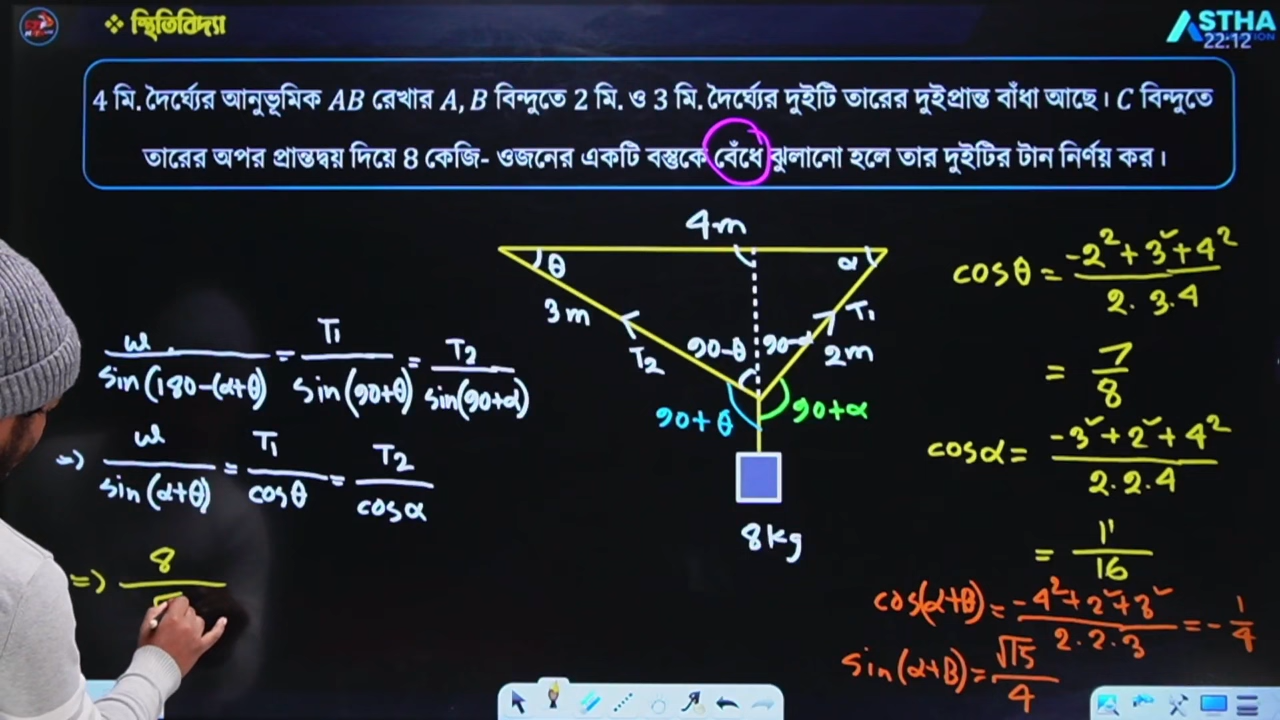 ❖ স্থিতিবিদ্যা
ASTHA
22:12
4 মি. দৈর্ঘ্যের আনুভূমিক AB রেখার A, B বিন্দুতে 2 মি. ও 3 মি. দৈর্ঘ্যের দুইটি তারের দুইপ্রান্ত বাঁধা আছে। C বিন্দুতে
তারের অপর প্রান্তদ্বয় দিয়ে 8 কেজি- ওজনের একটি বস্তুকে বেঁধে ঝুলানো হলে তার দুইটির টান নির্ণয় কর।
4m
θ α
3m T₁
T₂ 90-θ 90-α 2m
90+θ 90+α
8kg
w/sin(180-(α+θ) = T₁/sin(90+θ) = T₂/sin(90+α)
=> w/sin(α+θ) = T₁/cosθ = T₂/cosα
=> 8/√
cosθ = -2²+3²+4²/2.3.4
= 7/8
cosα = -3²+2²+4²/2.2.4
= 11/16
cos(α+θ) = -4²+2²+3²/2.2.3 = -1/4
sin(α+B) = √15/4